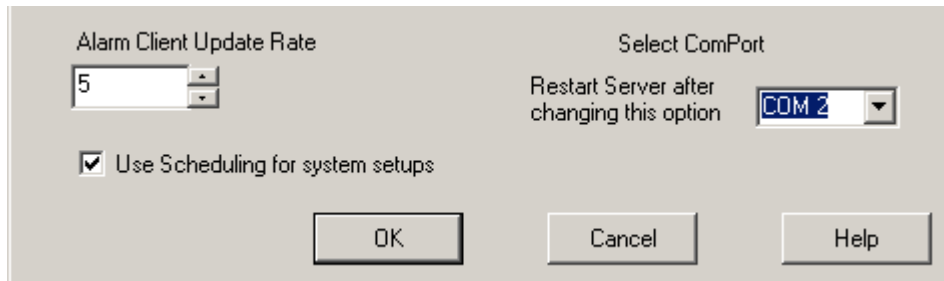 Alarm Client Update Rate
Select ComPort
5
Restart Server after
changing this option
COM 2
Use Scheduling for system setups
OK
Cancel
Help